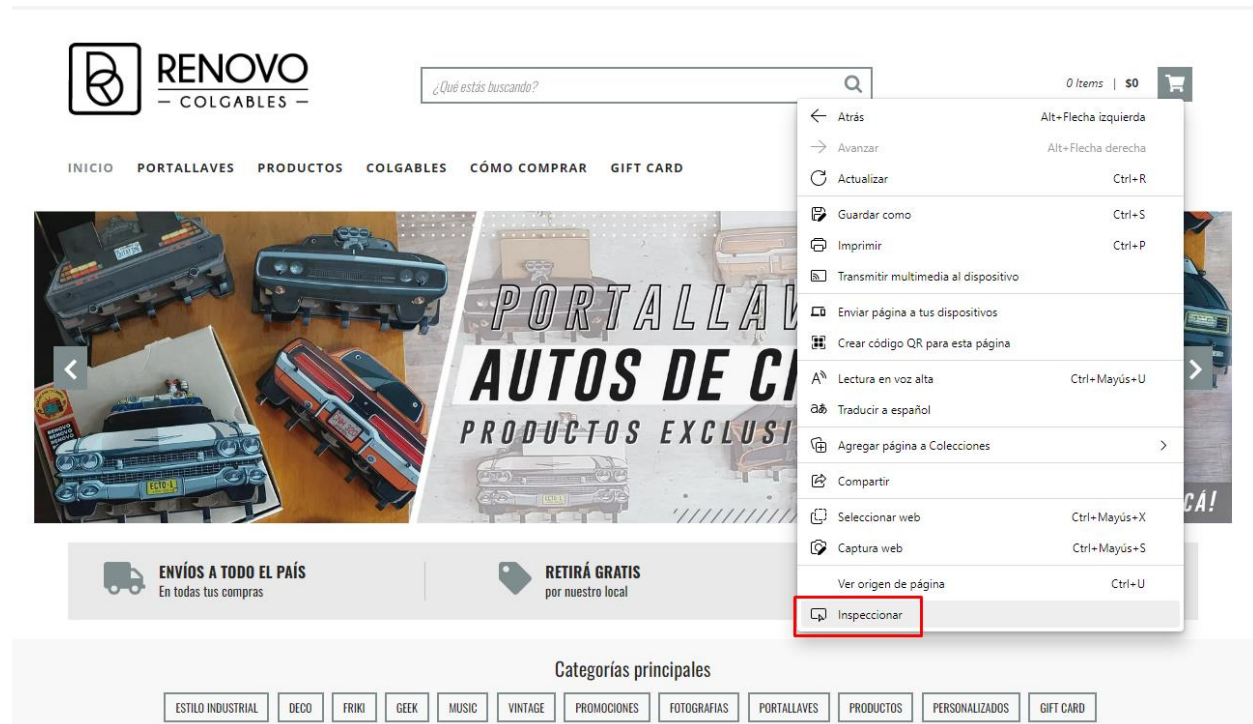 RENOVO
— COLGABLES —
¿Qué estás buscando?
0 Items | $0
INICIO PORTALLAVES PRODUCTOS COLGABLES CÓMO COMPRAR GIFT CARD
Atrás Alt+Flecha izquierda
Avanzar Alt+Flecha derecha
Actualizar Ctrl+R
Guardar como Ctrl+S
Imprimir Ctrl+P
Transmitir multimedia al dispositivo
Enviar página a tus dispositivos
Crear código QR para esta página
Lectura en voz alta Ctrl+Mayús+U
Traducir a español
Agregar página a Colecciones
Compartir
Seleccionar web Ctrl+Mayús+X
Captura web Ctrl+Mayús+S
Ver origen de página Ctrl+U
Inspeccionar
PORTALLAV
AUTOS DE C
PRODUCTOS EXCLUSI
ECTO-1
CÁ!
ENVÍOS A TODO EL PAÍS
En todas tus compras
RETIRÁ GRATIS
por nuestro local
Categorías principales
ESTILO INDUSTRIAL DECO FRIKI GEEK MUSIC VINTAGE PROMOCIONES FOTOGRAFIAS PORTALLAVES PRODUCTOS PERSONALIZADOS GIFT CARD